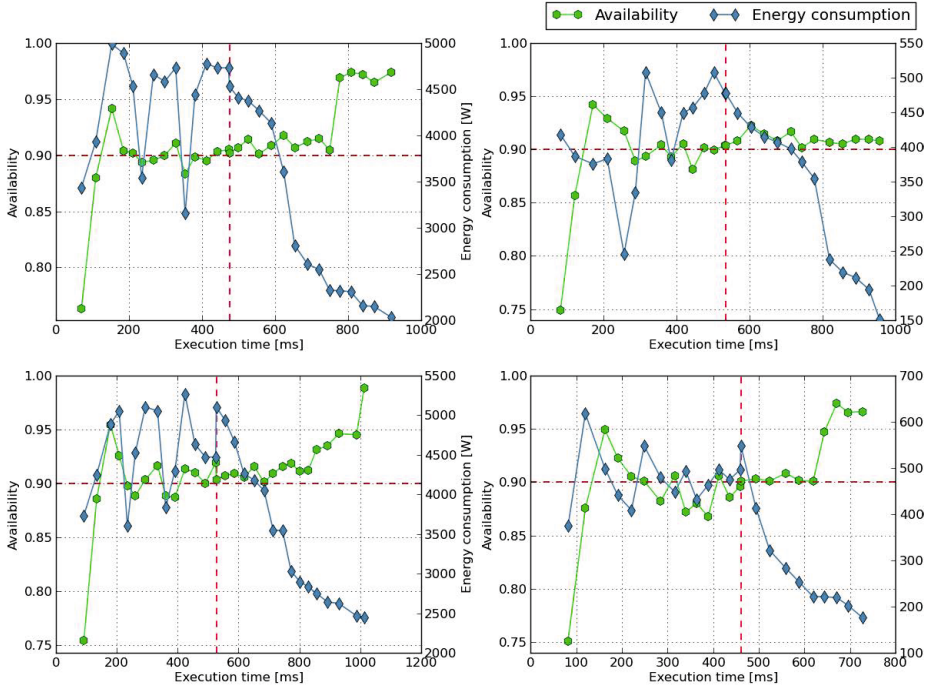 Availability Energy consumption
1.00 0.95 0.90 0.85 0.80
Availability
5000 4500 4000 3500 3000 2500 2000
Energy consumption [W]
0 200 400 600 800 1000
Execution time [ms]
1.00 0.95 0.90 0.85 0.80 0.75
Availability
550 500 450 400 350 300 250 200 150
0 200 400 600 800 1000
Execution time [ms]
1.00 0.95 0.90 0.85 0.80 0.75
Availability
5500 5000 4500 4000 3500 3000 2500 2000
Energy consumption [W]
0 200 400 600 800 1000 1200
Execution time [ms]
1.00 0.95 0.90 0.85 0.80 0.75
Availability
700 600 500 400 300 200 100
0 100 200 300 400 500 600 700 800
Execution time [ms]